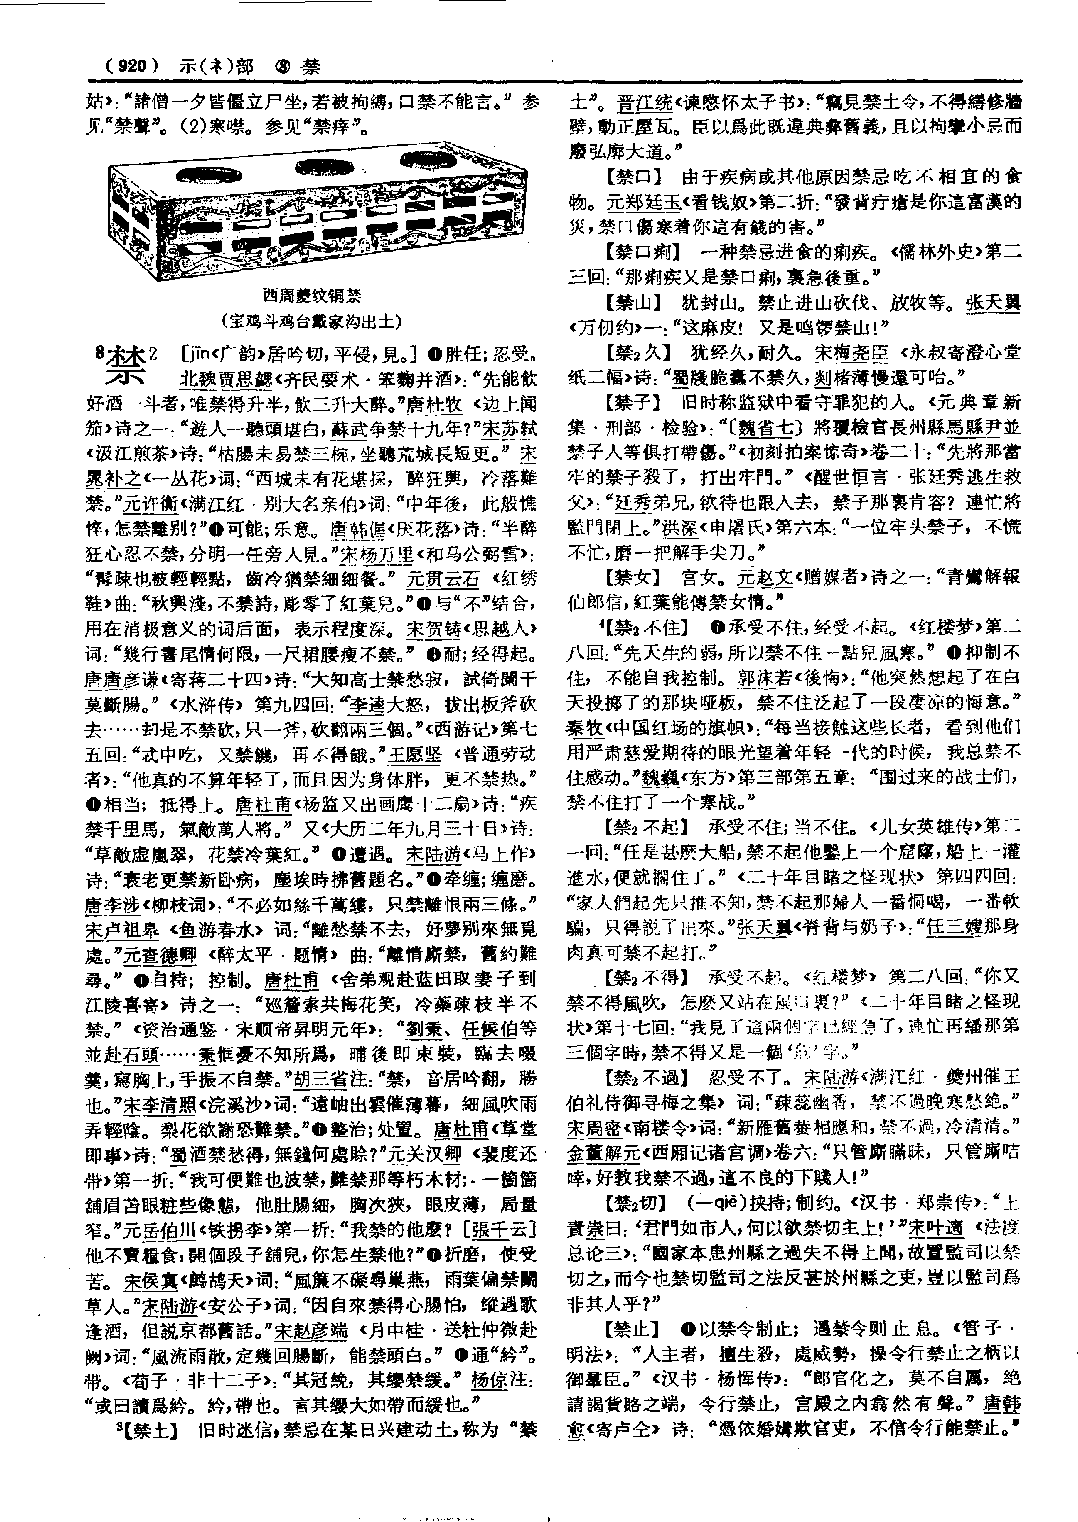 （920） 示(礻)部 ⑧ 禁
姑》：“諸僧一夕皆僵立尸坐，若被拘縛，口禁不能言。”参
见“禁聲”。（2）寒噤。参见“禁痒”。
西周夔纹铜禁
（宝鸡斗鸡台戴家沟出土）
8禁2 ［jīn《广韵》居吟切，平侵，見。］❶胜任；忍受。
北魏贾思勰《齐民要术·笨麴并酒》：“先能飲
好酒一斗者，唯禁得升半，飲三升大醉。”唐杜牧《边上闻
笳》诗之一：“遊人一聽頭堪白，蘇武争禁十九年？”宋苏轼
《汲江煎茶》诗：“枯腸未易禁三椀，坐聽荒城長短更。”宋
晁补之《一丛花》词：“西城未有花堪採，醉狂興，冷落難
禁。”元许衡《满江红·别大名亲伯》词：“中年後，此般憔
悴，怎禁離别？”可能；乐意。唐韩偓《厌花落》诗：“半醉
狂心忍不禁，分明一任旁人見。”宋杨万里《和马公弼雪》：
“鬢疎也被輕輕點，齒冷猶禁細細餐。”元贯云石《红绣
鞋》曲：“秋興淺，不禁詩，彫零了紅葉兒。”与“不”结合，
用在消极意义的词后面，表示程度深。宋贺铸《思越人》
词：“幾行書尾情何限，一尺裙腰瘦不禁。”耐；经得起。
唐唐彦谦《寄蒋二十四》诗：“大知高士禁愁寂，試倚闌干
莫斷腸。”《水浒传》第九四回：“李逵大怒，拔出板斧砍
去……却是不禁砍，只一斧，砍翻兩三個。”《西游记》第七
五回：“忒中吃，又禁饑，再不得餓。”王愿坚《普通劳动
者》：“他真的不算年轻了，而且因为身体胖，更不禁热。”
相当；抵得上。唐杜甫《杨监又出画鹰十二扇》诗：“疾
禁千里馬，氣敵萬人將。”又《大历二年九月三十日》诗：
“草敵虚嵐翠，花禁冷葉紅。”遭遇。宋陆游《马上作》
诗：“衰老更禁新卧病，塵埃時拂舊題名。”牵缠；缠磨。
唐李涉《柳枝词》：“不必如絲千萬縷，只禁離恨兩三條。”
宋卢祖皋《鱼游春水》词：“離愁禁不去，好夢别來無覓
處。”元查德卿《醉太平·题情》曲：“離情廝禁，舊約難
尋。”自持；控制。唐杜甫《舍弟观赴蓝田取妻子到
江陵喜寄》诗之一：“巡簷索共梅花笑，冷蘂疎枝半不
禁。”《资治通鉴·宋顺帝昇明元年》：“劉秉、任候伯等
並赴石頭……秉恇憂不知所爲，晡後即束裝，臨去啜
羹，寫胸上，手振不自禁。”胡三省注：“禁，音居吟翻，勝
也。”宋李清照《浣溪沙》词：“遠岫出雲催薄暮，細風吹雨
弄輕陰。梨花欲謝恐難禁。”整治；处置。唐杜甫《草堂
即事》诗：“蜀酒禁愁得，無錢何處賒？”元关汉卿《裴度还
带》第一折：“我可便難也波禁，難禁那等朽木材；一箇箇
舖眉苫眼粧些像態，他肚腸細，胸次狹，眼皮薄，局量
窄。”元岳伯川《铁拐李》第一折：“我禁的他麽？［張千云］
他不賣糧食；開個段子舖兒，你怎生禁他？”折磨，使受
苦。宋侯寘《鹧鸪天》词：“風簾不礙尋巢燕，雨葉偏禁鬬
草人。”宋陆游《安公子》词：“因自來禁得心腸怕，縱遇歌
逢酒，但説京都舊話。”宋赵彦端《月中桂·送杜仲微赴
阙》词：“風流雨散，定幾回腸斷，能禁頭白。”通“紟”。
带。《荀子·非十二子》：“其冠絻，其纓禁緩。”杨倞注：
“或曰讀爲紟。紟，帶也。言其纓大如帶而緩也。”
3【禁土】 旧时迷信，禁忌在某日兴建动土，称为“禁
土”。晋江统《谏愍怀太子书》：“竊見禁土令，不得繕修牆
壁，動正屋瓦。臣以爲此既違典彝舊義，且以拘攣小忌而
廢弘廓大道。”
【禁口】 由于疾病或其他原因禁忌吃不相宜的食
物。元郑廷玉《看钱奴》第二折：“發背疔瘡是你這富漢的
災，禁口傷寒着你這有錢的害。”
【禁口痢】 一种禁忌进食的痢疾。《儒林外史》第二
三回：“那痢疾又是禁口痢，裏急後重。”
【禁山】 犹封山。禁止进山砍伐、放牧等。张天翼
《万仞约》一：“这麻皮！又是鸣锣禁山！”
【禁2久】 犹经久，耐久。宋梅尧臣《永叔寄澄心堂
纸二幅》诗：“蜀牋脆蠹不禁久，剡楮薄慢還可咍。”
【禁子】 旧时称监狱中看守罪犯的人。《元典章新
集·刑部·检验》：“〔魏省七〕將覆檢官長州縣馬縣尹並
禁子人等俱打帶傷。”《初刻拍案惊奇》卷二十：“先將那當
牢的禁子殺了，打出牢門。”《醒世恒言·张廷秀逃生救
父》：“廷秀弟兄，欲待也跟入去，禁子那裏肯容？連忙將
監門閉上。”洪深《申屠氏》第六本：“一位牢头禁子，不慌
不忙，磨一把解手尖刀。”
【禁女】 宫女。元赵文《赠媒者》诗之一：“青鸞解報
仙郎信，紅葉能傳禁女情。”
4【禁2不住】 ❶承受不住，经受不起。《红楼梦》第二
八回：“先天生的弱，所以禁不住一點兒風寒。”抑制不
住，不能自我控制。郭沫若《後悔》：“他突然想起了在白
天投擲了的那块哑板，禁不住泛起了一段凄凉的悔意。”
秦牧《中国红场的旗帜》：“每当接触这些长者，看到他们
用严肃慈爱期待的眼光望着年轻一代的时候，我总禁不
住感动。”魏巍《东方》第三部第五章：“围过来的战士们，
禁不住打了一个寒战。”
【禁2不起】 承受不住；当不住。《儿女英雄传》第二
一回：“任是甚麽大船，禁不起他鑿上一个窟窿，船上一灌
進水，便就擱住了。”《二十年目睹之怪现状》第四四回：
“家人們起先只推不知，禁不起那婦人一番恫喝，一番軟
騙，只得説了出來。”张天翼《脊背与奶子》：“任三嫂那身
肉真可禁不起打。”
【禁2不得】 承受不起。《红楼梦》第二八回：“你又
禁不得風吹，怎麽又站在風口裏？”《二十年目睹之怪现
状》第十七回：“我見了這兩個字已經急了，連忙再繙那第
三個字時，禁不得又是一個‘危’字。”
【禁2不過】 忍受不了。宋陆游《满江红·夔州催王
伯礼侍御寻梅之集》词：“疎蕊幽香，禁不過晚寒愁絶。”
宋周密《南楼令》词：“新雁舊蛩相應和，禁不過，冷清清。”
金董解元《西厢记诸宫调》卷六：“只管廝瞞昧，只管廝咭
啅，好教我禁不過，這不良的下賤人！”
【禁2切】 （—qiè）挟持；制约。《汉书·郑崇传》：“上
責崇曰：‘君門如市人，何以欲禁切主上！’”宋叶適《法度
总论三》：“國家本患州縣之過失不得上聞，故置監司以禁
切之，而今也禁切監司之法反甚於州縣之吏，豈以監司爲
非其人乎？”
【禁止】 ❶以禁令制止；遇禁令则止息。《管子·
明法》：“人主者，擅生殺，處威勢，操令行禁止之柄以
御羣臣。”《汉书·杨恽传》：“郎官化之，莫不自厲，絶
請謁貨賂之端，令行禁止，宫殿之内翕然有聲。”唐韩
愈《寄卢仝》诗：“憑依婚媾欺官吏，不信令行能禁止。”